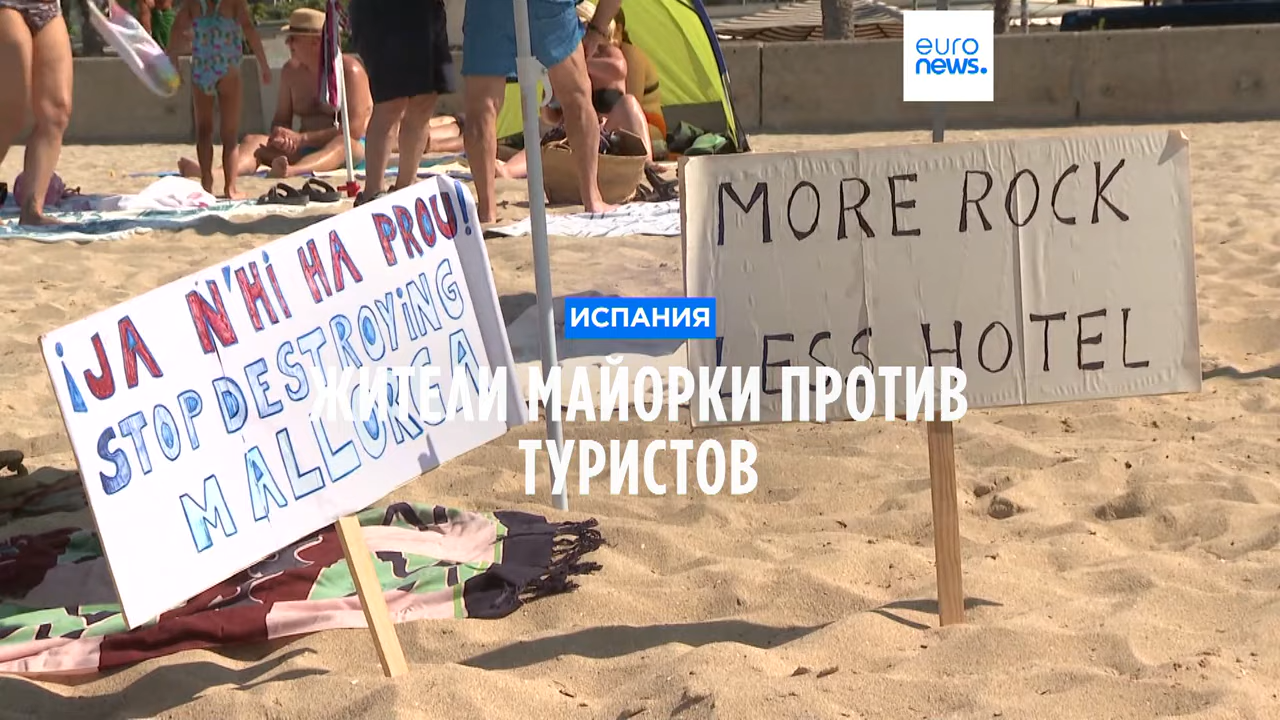 euro
news.
¡JA N'HI HA PROU!
STOP DESTROYING
MALLORCA
MORE ROCK
LESS HOTEL
ИСПАНИЯ
ЖИТЕЛИ МАЙОРКИ ПРОТИВ
ТУРИСТОВ